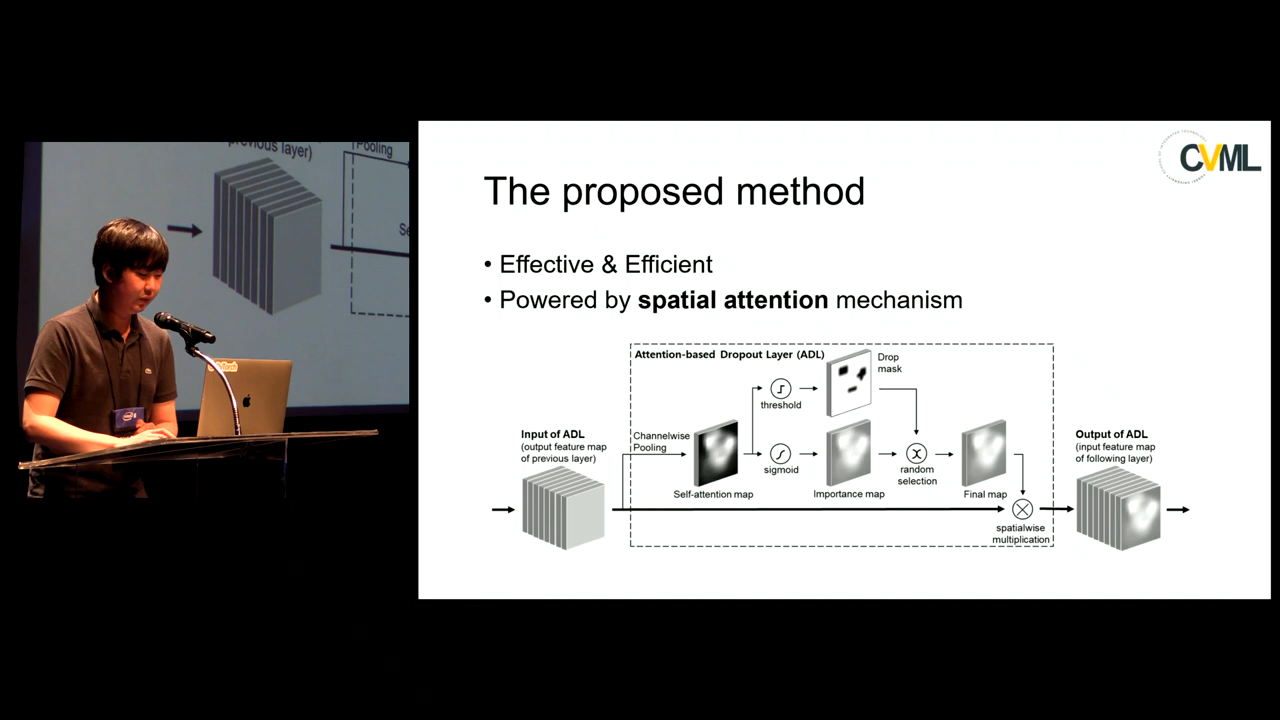 previous layer)
Pooling
CVML
The proposed method
• Effective & Efficient
• Powered by spatial attention mechanism
Attention-based Dropout Layer (ADL)
Drop
mask
threshold
Input of ADL
(output feature map
of previous layer)
Channelwise
Pooling
sigmoid
random
selection
Self-attention map
Importance map
Final map
spatialwise
multiplication
Output of ADL
(input feature map
of following layer)